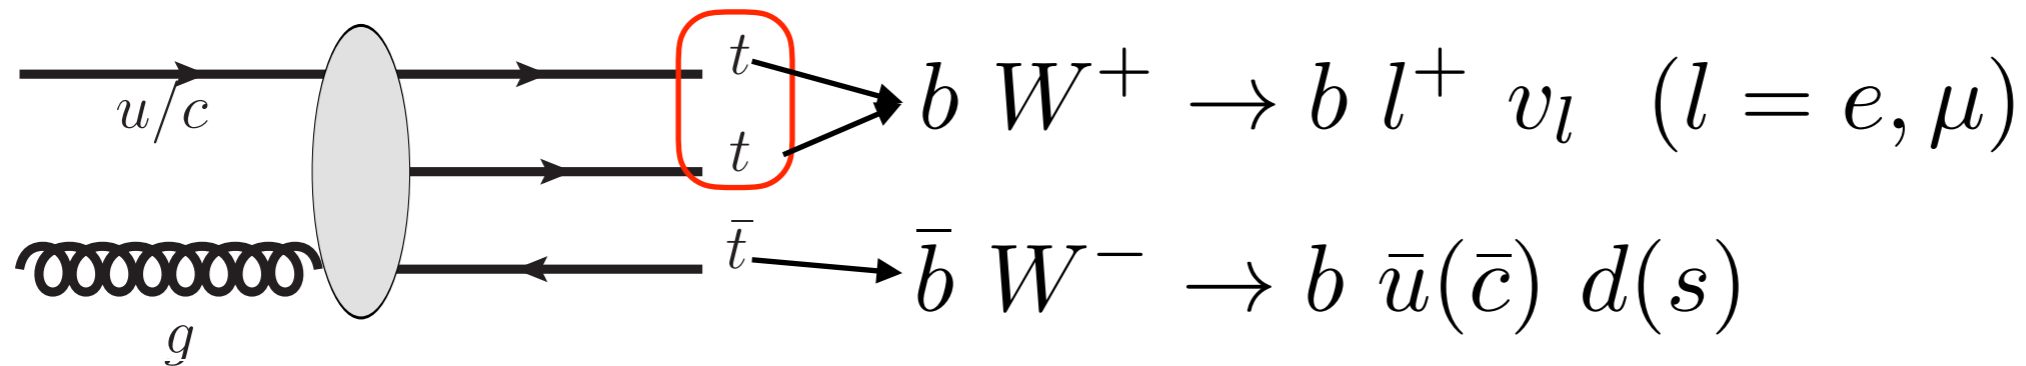 t
b W⁺ → b l⁺ v_l (l = e, μ)
u/c
t
t̅
b̅ W⁻ → b u̅(c̅) d(s)
g